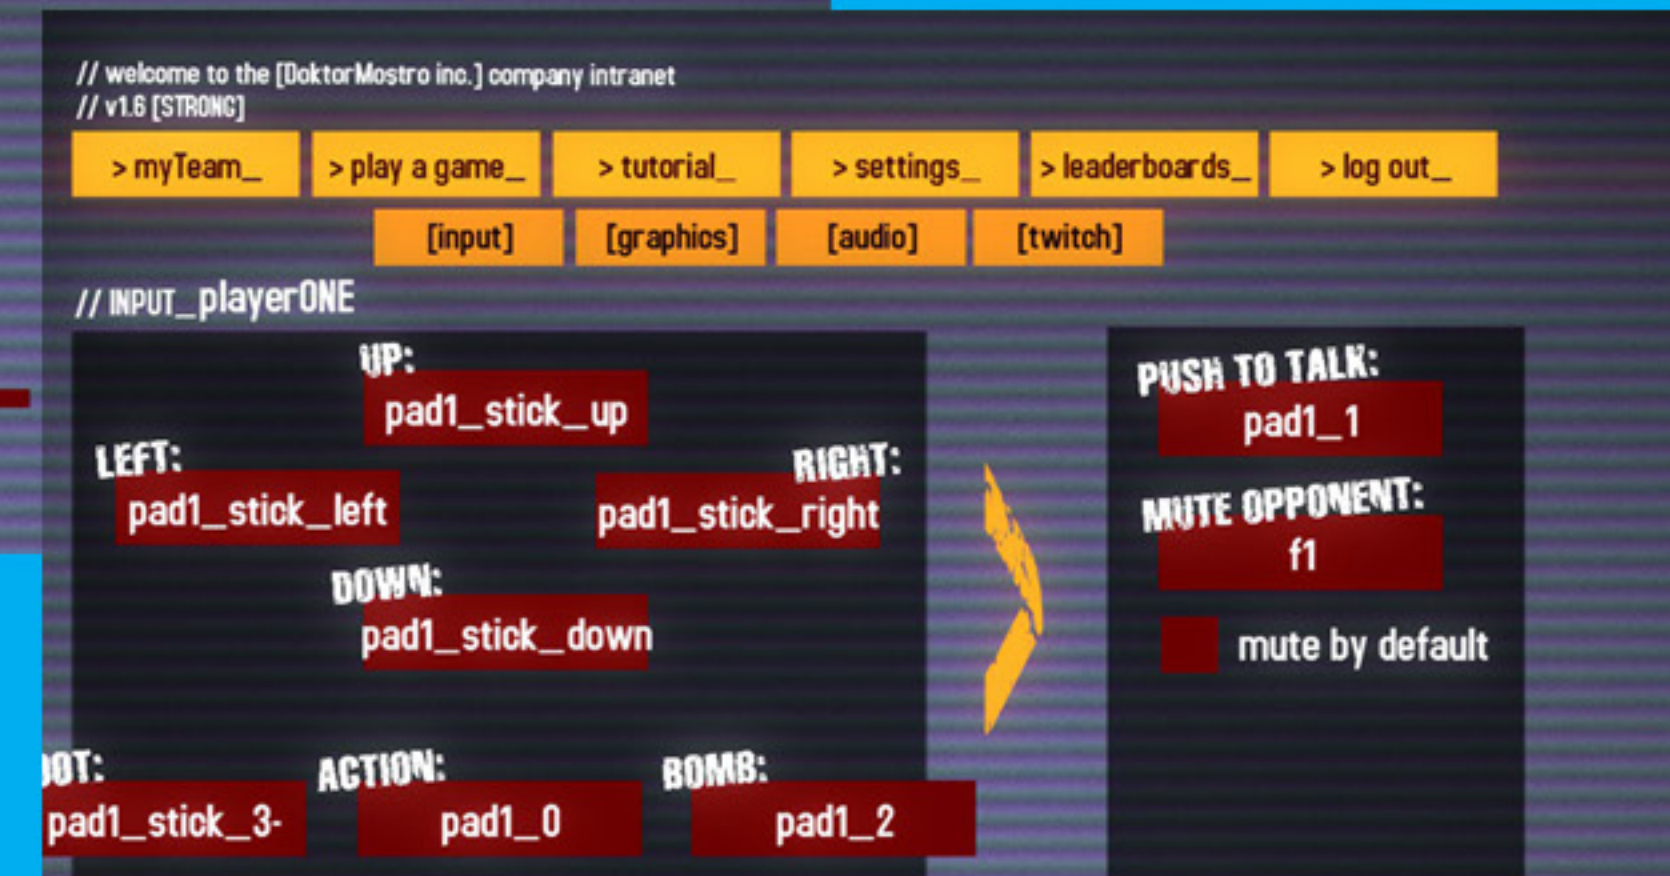 // welcome to the [DoktorMostro inc.] company intranet
// v1.6 [STRONG]
> myTeam_ > play a game_ > tutorial_ > settings_ > leaderboards_ > log out_
[input] [graphics] [audio] [twitch]
// INPUT_playerONE
UP:
pad1_stick_up
LEFT:
pad1_stick_left
RIGHT:
pad1_stick_right
DOWN:
pad1_stick_down
OOT: ACTION: BOMB:
pad1_stick_3- pad1_0 pad1_2
PUSH TO TALK:
pad1_1
MUTE OPPONENT:
f1
mute by default